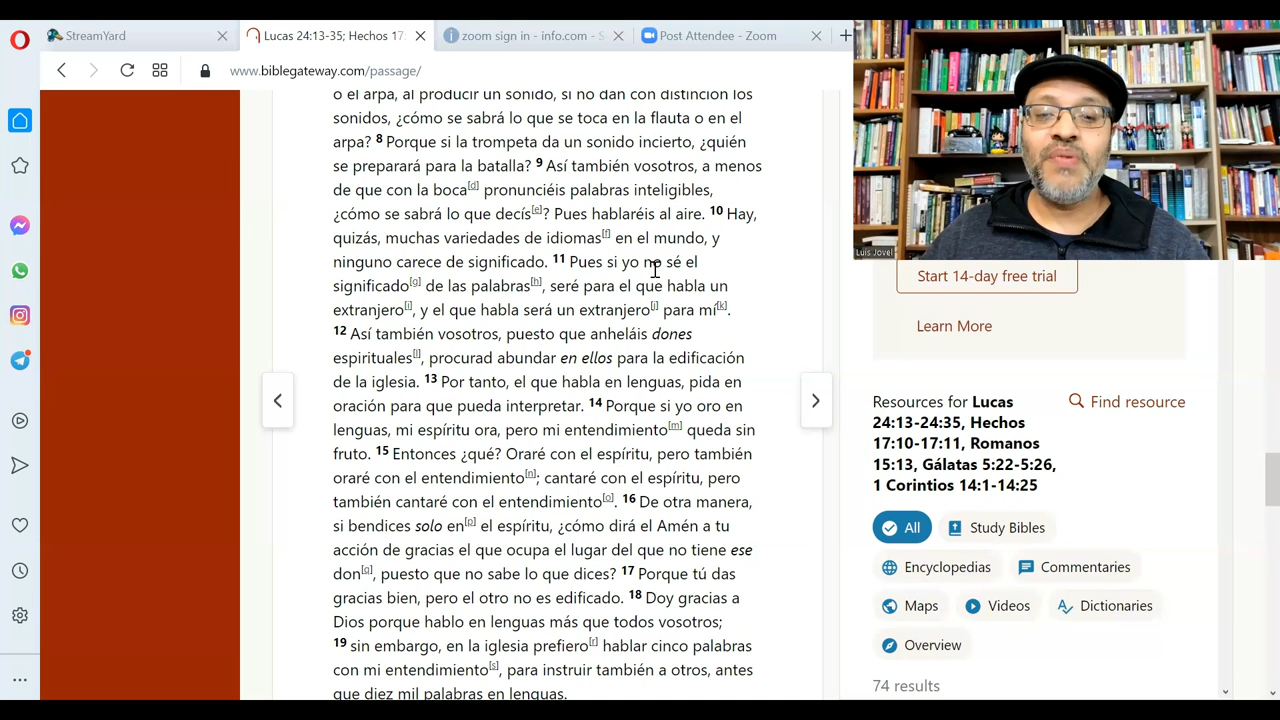 StreamYard
Lucas 24:13-35; Hechos 17:
zoom sign in - info.com - S
Post Attendee - Zoom
www.biblegateway.com/passage/
o el arpa, al producir un sonido, si no dan con distinción los
sonidos, ¿cómo se sabrá lo que se toca en la flauta o en el
arpa? 8 Porque si la trompeta da un sonido incierto, ¿quién
se preparará para la batalla? 9 Así también vosotros, a menos
de que con la boca[d] pronunciéis palabras inteligibles,
¿cómo se sabrá lo que decís[e]? Pues hablaréis al aire. 10 Hay,
quizás, muchas variedades de idiomas[f] en el mundo, y
ninguno carece de significado. 11 Pues si yo no sé el
significado[g] de las palabras[h], seré para el que habla un
extranjero[i], y el que habla será un extranjero[j] para mí[k].
12 Así también vosotros, puesto que anheláis dones
espirituales[l], procurad abundar en ellos para la edificación
de la iglesia. 13 Por tanto, el que habla en lenguas, pida en
oración para que pueda interpretar. 14 Porque si yo oro en
lenguas, mi espíritu ora, pero mi entendimiento[m] queda sin
fruto. 15 Entonces ¿qué? Oraré con el espíritu, pero también
oraré con el entendimiento[n]; cantaré con el espíritu, pero
también cantaré con el entendimiento[o]. 16 De otra manera,
si bendices solo en[p] el espíritu, ¿cómo dirá el Amén a tu
acción de gracias el que ocupa el lugar del que no tiene ese
don[q], puesto que no sabe lo que dices? 17 Porque tú das
gracias bien, pero el otro no es edificado. 18 Doy gracias a
Dios porque hablo en lenguas más que todos vosotros;
19 sin embargo, en la iglesia prefiero[r] hablar cinco palabras
con mi entendimiento[s], para instruir también a otros, antes
que diez mil palabras en lenguas.
Luis Jovel
Start 14-day free trial
Learn More
Resources for Lucas
24:13-24:35, Hechos
17:10-17:11, Romanos
15:13, Gálatas 5:22-5:26,
1 Corintios 14:1-14:25
Find resource
All
Study Bibles
Encyclopedias
Commentaries
Maps
Videos
Dictionaries
Overview
74 results